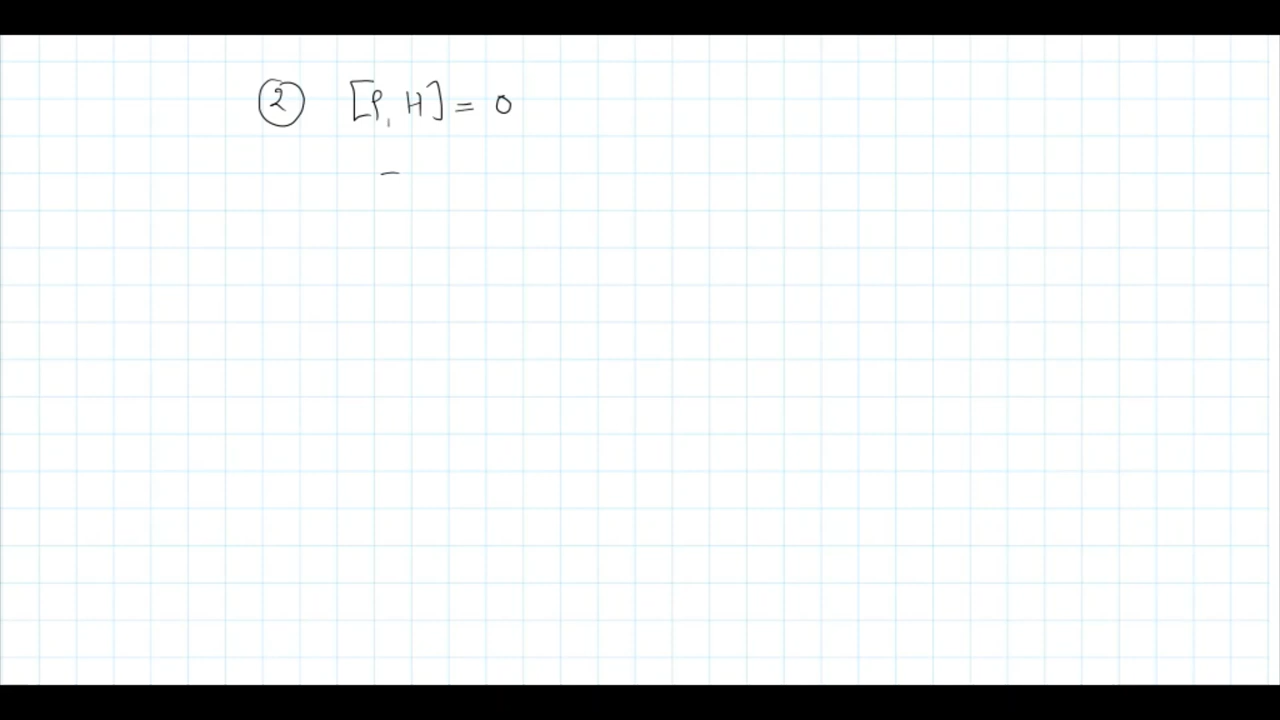 ② [ρ, H] = 0
–